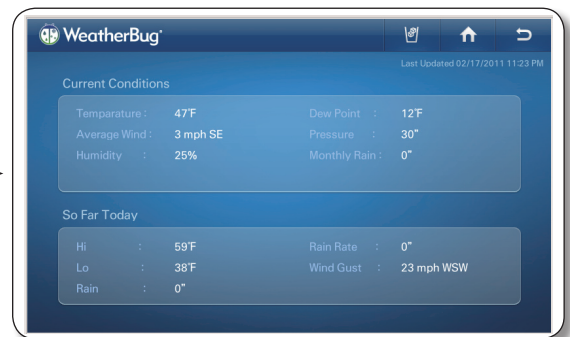 WeatherBug®
Last Updated 02/17/2011 11:23 PM
Current Conditions
Temparature : 47°F Dew Point : 12°F
Average Wind : 3 mph SE Pressure : 30"
Humidity : 25% Monthly Rain : 0"
So Far Today
Hi : 59°F Rain Rate : 0"
Lo : 38°F Wind Gust : 23 mph WSW
Rain : 0"